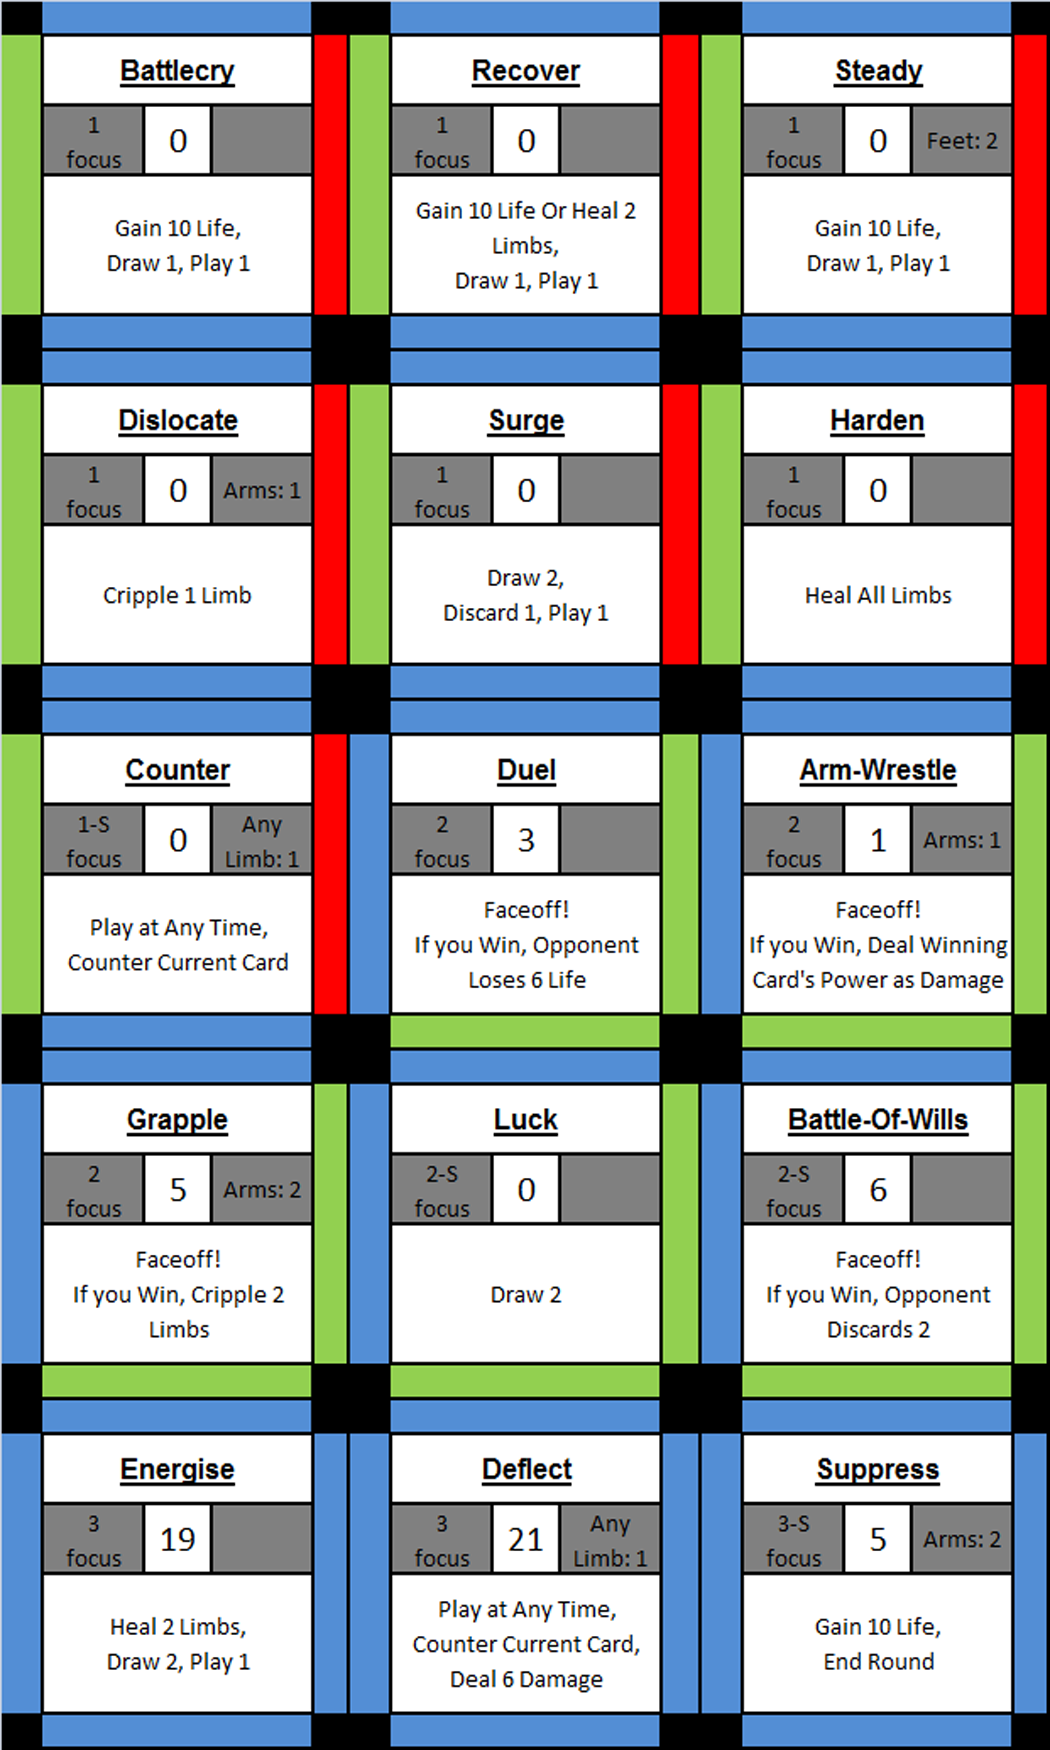 Battlecry
1
focus
0
Gain 10 Life,
Draw 1, Play 1
Recover
1
focus
0
Gain 10 Life Or Heal 2
Limbs,
Draw 1, Play 1
Steady
1
focus
0
Feet: 2
Gain 10 Life,
Draw 1, Play 1
Dislocate
1
focus
0
Arms: 1
Cripple 1 Limb
Surge
1
focus
0
Draw 2,
Discard 1, Play 1
Harden
1
focus
0
Heal All Limbs
Counter
1-S
focus
0
Any
Limb: 1
Play at Any Time,
Counter Current Card
Duel
2
focus
3
Faceoff!
If you Win, Opponent
Loses 6 Life
Arm-Wrestle
2
focus
1
Arms: 1
Faceoff!
If you Win, Deal Winning
Card's Power as Damage
Grapple
2
focus
5
Arms: 2
Faceoff!
If you Win, Cripple 2
Limbs
Luck
2-S
focus
0
Draw 2
Battle-Of-Wills
2-S
focus
6
Faceoff!
If you Win, Opponent
Discards 2
Energise
3
focus
19
Heal 2 Limbs,
Draw 2, Play 1
Deflect
3
focus
21
Any
Limb: 1
Play at Any Time,
Counter Current Card,
Deal 6 Damage
Suppress
3-S
focus
5
Arms: 2
Gain 10 Life,
End Round